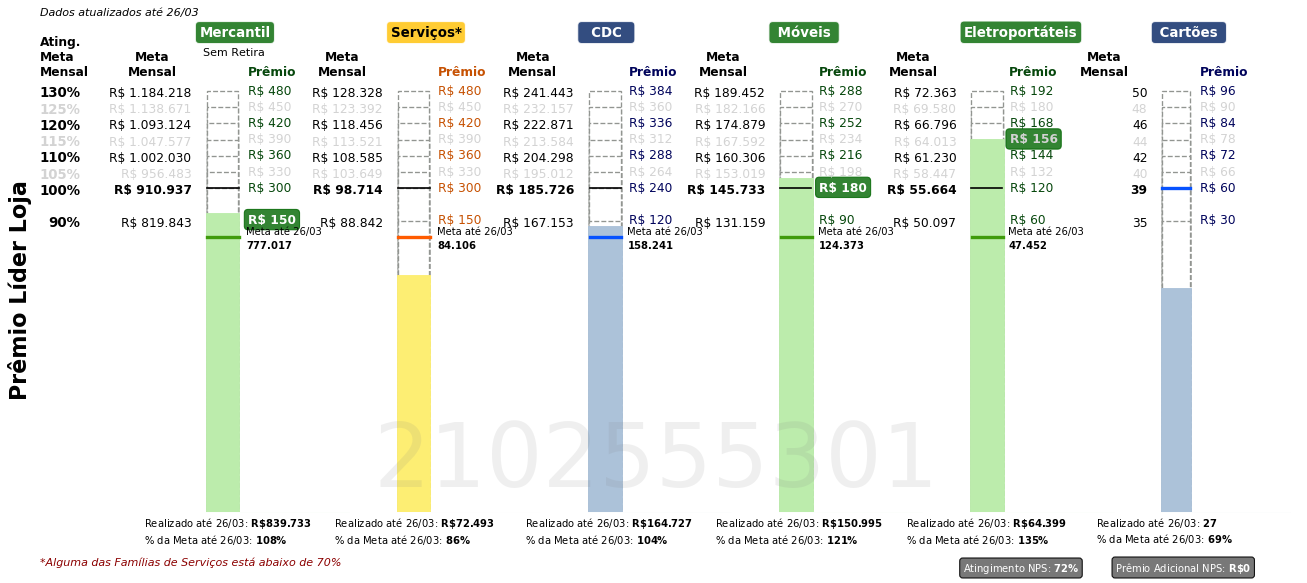 Dados atualizados até 26/03
Mercantil Serviços* CDC Móveis Eletroportáteis Cartões
Sem Retira
Ating. Meta Mensal Meta Mensal Prêmio Meta Mensal Prêmio Meta Mensal Prêmio Meta Mensal Prêmio Meta Mensal Prêmio Meta Mensal Prêmio
130% R$ 1.184.218 R$ 480 R$ 128.328 R$ 480 R$ 241.443 R$ 384 R$ 189.452 R$ 288 R$ 72.363 R$ 192 50 R$ 96
125% R$ 1.138.671 R$ 450 R$ 123.392 R$ 450 R$ 232.157 R$ 360 R$ 182.166 R$ 270 R$ 69.580 R$ 180 48 R$ 90
120% R$ 1.093.124 R$ 420 R$ 118.456 R$ 420 R$ 222.871 R$ 336 R$ 174.879 R$ 252 R$ 66.796 R$ 168 46 R$ 84
115% R$ 1.047.577 R$ 390 R$ 113.521 R$ 390 R$ 213.584 R$ 312 R$ 167.592 R$ 234 R$ 64.013 R$ 156 44 R$ 78
110% R$ 1.002.030 R$ 360 R$ 108.585 R$ 360 R$ 204.298 R$ 288 R$ 160.306 R$ 216 R$ 61.230 R$ 144 42 R$ 72
105% R$ 956.483 R$ 330 R$ 103.649 R$ 330 R$ 195.012 R$ 264 R$ 153.019 R$ 198 R$ 58.447 R$ 132 40 R$ 66
100% R$ 910.937 R$ 300 R$ 98.714 R$ 300 R$ 185.726 R$ 240 R$ 145.733 R$ 180 R$ 55.664 R$ 120 39 R$ 60
90% R$ 819.843 R$ 150 R$ 88.842 R$ 150 R$ 167.153 R$ 120 R$ 131.159 R$ 90 R$ 50.097 R$ 60 35 R$ 30
Meta até 26/03 Meta até 26/03 Meta até 26/03 Meta até 26/03 Meta até 26/03
777.017 84.106 158.241 124.373 47.452
Prêmio Líder Loja
2102555301
Realizado até 26/03: R$839.733 Realizado até 26/03: R$72.493 Realizado até 26/03: R$164.727 Realizado até 26/03: R$150.995 Realizado até 26/03: R$64.399 Realizado até 26/03: 27
% da Meta até 26/03: 108% % da Meta até 26/03: 86% % da Meta até 26/03: 104% % da Meta até 26/03: 121% % da Meta até 26/03: 135% % da Meta até 26/03: 69%
*Alguma das Famílias de Serviços está abaixo de 70%
Atingimento NPS: 72% Prêmio Adicional NPS: R$0